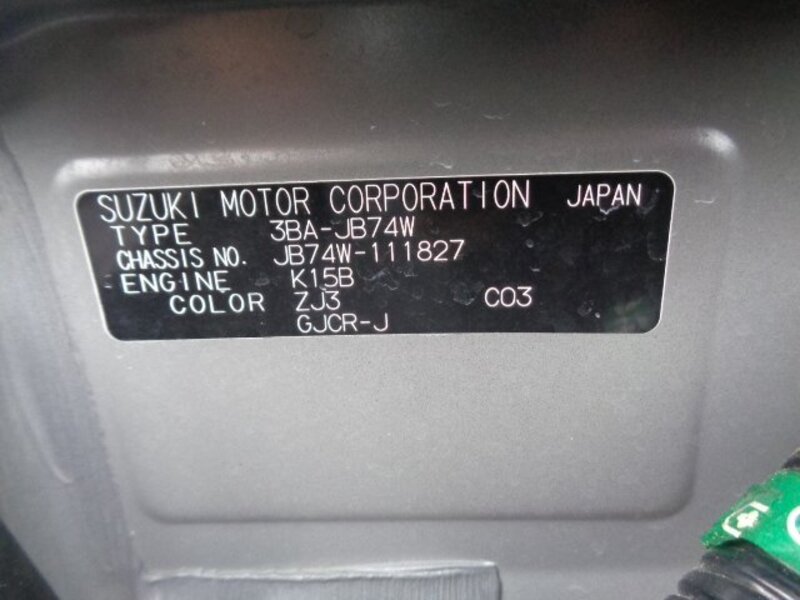 SUZUKI MOTOR CORPORATION JAPAN
TYPE 3BA-JB74W
CHASSIS NO. JB74W-111827
ENGINE K15B
COLOR ZJ3 C03
GJCR-J